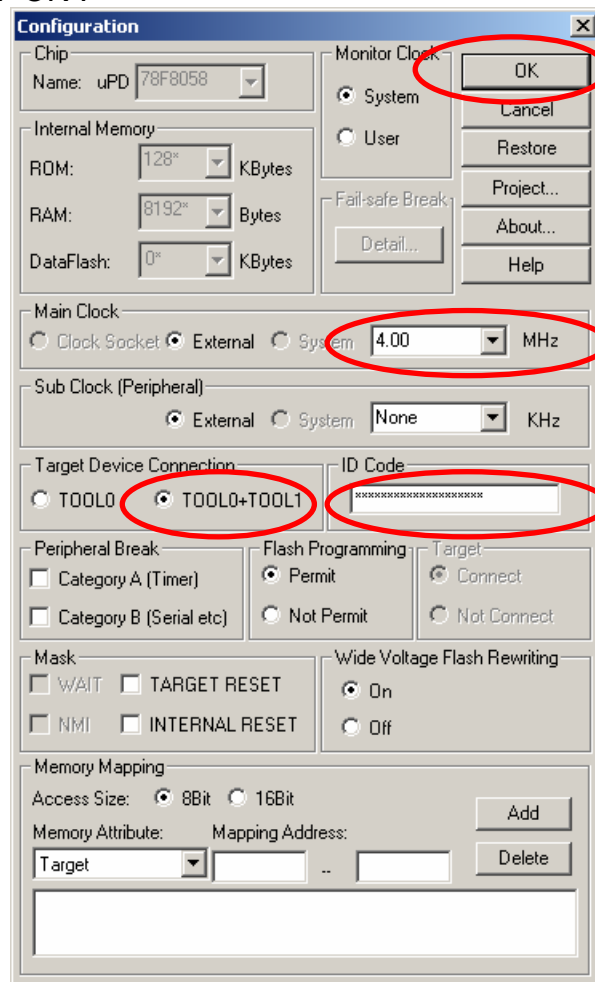 Configuration
Chip
Name: uPD 78F8058
Monitor Clock
System
User
OK
Cancel
Restore
Project...
About...
Help
Internal Memory
ROM: 128* KBytes
RAM: 8192* Bytes
DataFlash: 0* KBytes
Fail-safe Break
Detail...
Main Clock
Clock Socket External System 4.00 MHz
Sub Clock (Peripheral)
External System None KHz
Target Device Connection
TOOL0 TOOL0+TOOL1
ID Code
********************
Peripheral Break
Category A (Timer)
Category B (Serial etc)
Flash Programming
Permit
Not Permit
Target
Connect
Not Connect
Mask
WAIT TARGET RESET
NMI INTERNAL RESET
Wide Voltage Flash Rewriting
On
Off
Memory Mapping
Access Size: 8Bit 16Bit
Memory Attribute: Mapping Address:
Target ..
Add
Delete